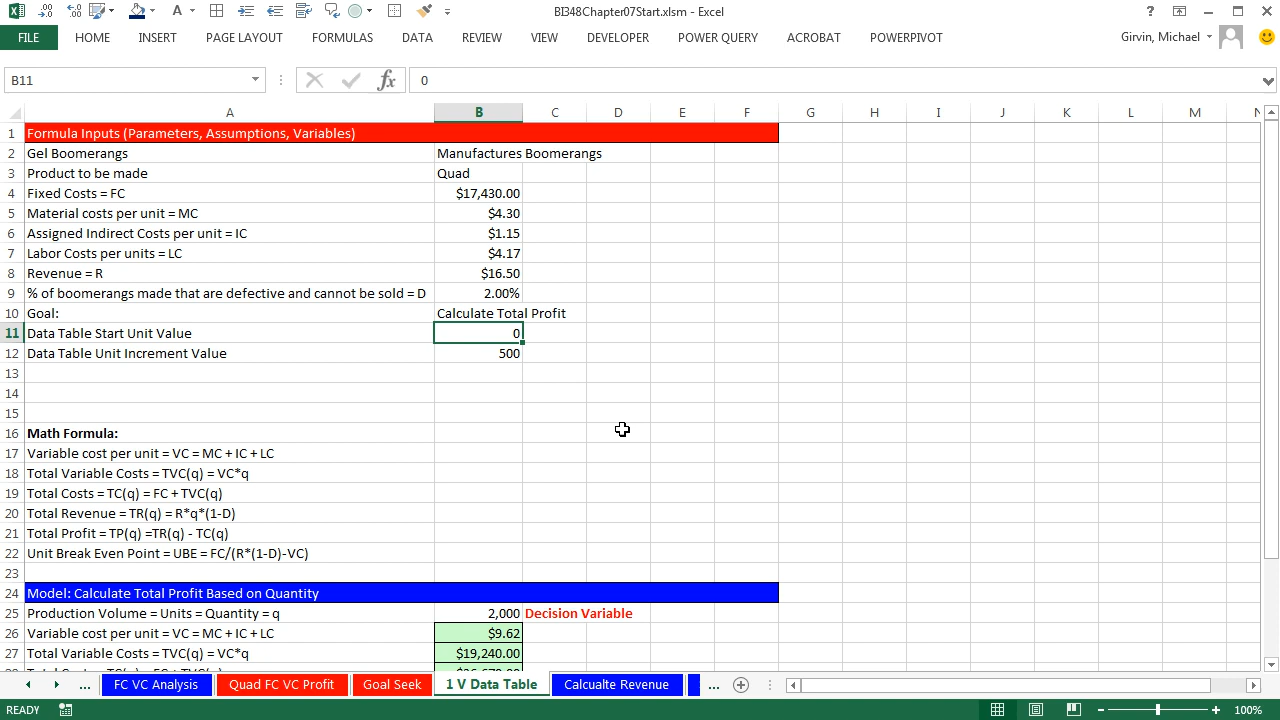 BI348Chapter07Start.xlsm - Excel
FILE HOME INSERT PAGE LAYOUT FORMULAS DATA REVIEW VIEW DEVELOPER POWER QUERY ACROBAT POWERPIVOT Girvin, Michael
B11 fx 0
A B C D E F G H I J K L M N
1 Formula Inputs (Parameters, Assumptions, Variables)
2 Gel Boomerangs Manufactures Boomerangs
3 Product to be made Quad
4 Fixed Costs = FC $17,430.00
5 Material costs per unit = MC $4.30
6 Assigned Indirect Costs per unit = IC $1.15
7 Labor Costs per units = LC $4.17
8 Revenue = R $16.50
9 % of boomerangs made that are defective and cannot be sold = D 2.00%
10 Goal: Calculate Total Profit
11 Data Table Start Unit Value 0
12 Data Table Unit Increment Value 500
13
14
15
16 Math Formula:
17 Variable cost per unit = VC = MC + IC + LC
18 Total Variable Costs = TVC(q) = VC*q
19 Total Costs = TC(q) = FC + TVC(q)
20 Total Revenue = TR(q) = R*q*(1-D)
21 Total Profit = TP(q) =TR(q) - TC(q)
22 Unit Break Even Point = UBE = FC/(R*(1-D)-VC)
23
24 Model: Calculate Total Profit Based on Quantity
25 Production Volume = Units = Quantity = q 2,000 Decision Variable
26 Variable cost per unit = VC = MC + IC + LC $9.62
27 Total Variable Costs = TVC(q) = VC*q $19,240.00
... FC VC Analysis Quad FC VC Profit Goal Seek 1 V Data Table Calcualte Revenue ...
READY 100%